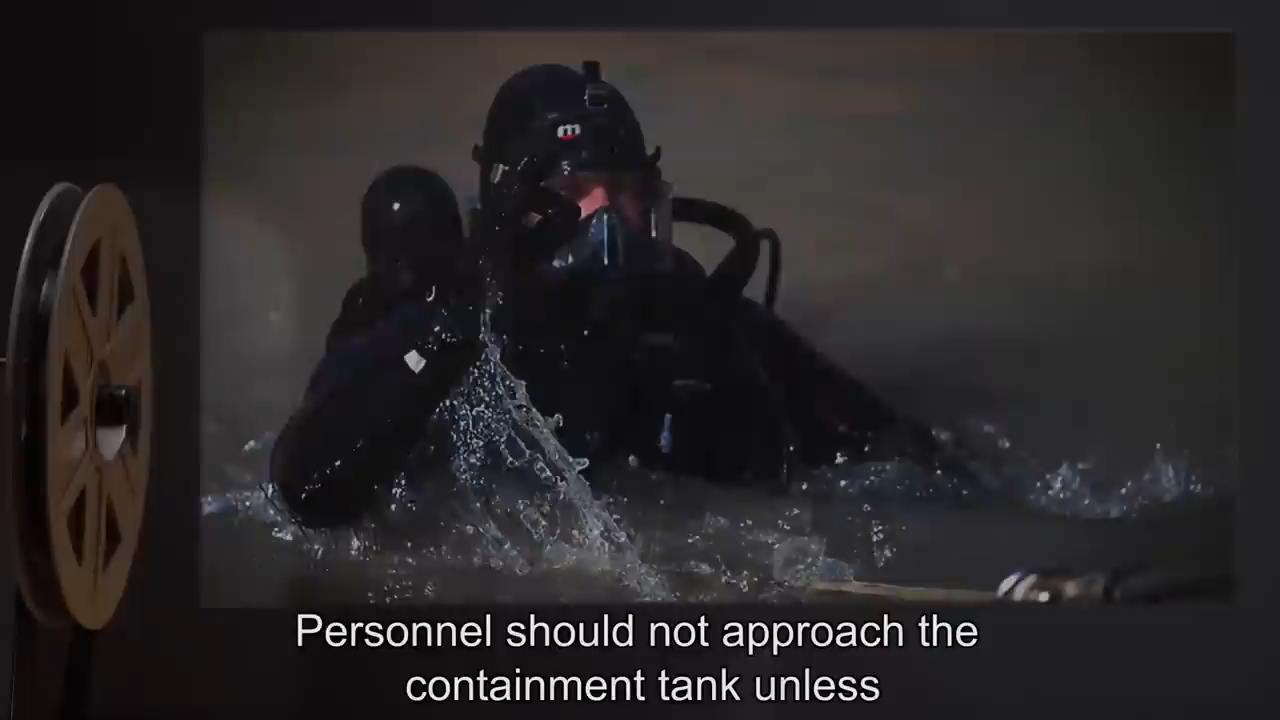 m
Personnel should not approach the
containment tank unless